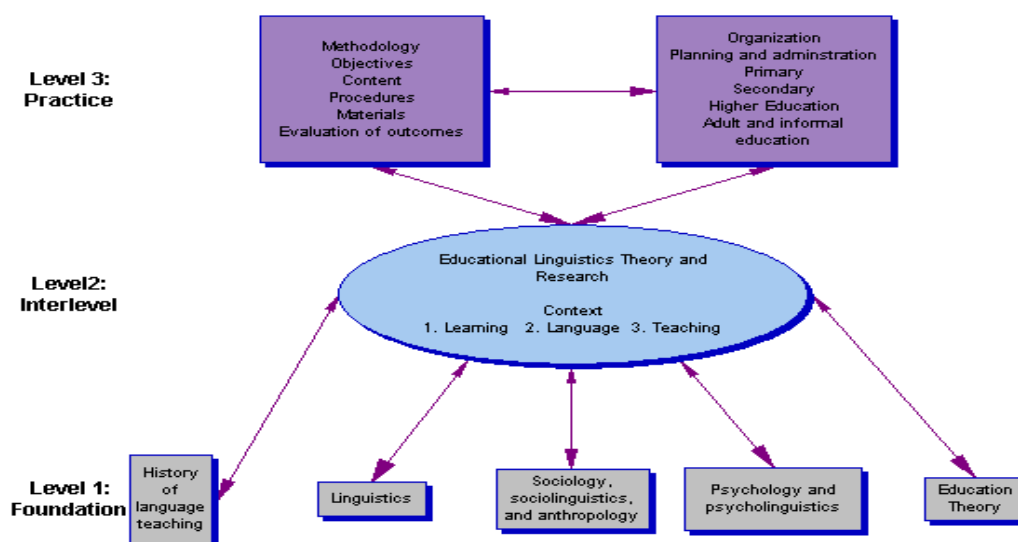 Level 3:
Practice
Methodology
Objectives
Content
Procedures
Materials
Evaluation of outcomes
Organization
Planning and adminstration
Primary
Secondary
Higher Education
Adult and informal
education
Level2:
Interlevel
Educational Linguistics Theory and
Research
Context
1. Learning 2. Language 3. Teaching
Level 1:
Foundation
History
of
language
teaching
Linguistics
Sociology,
sociolinguistics,
and anthropology
Psychology and
psycholinguistics
Education
Theory